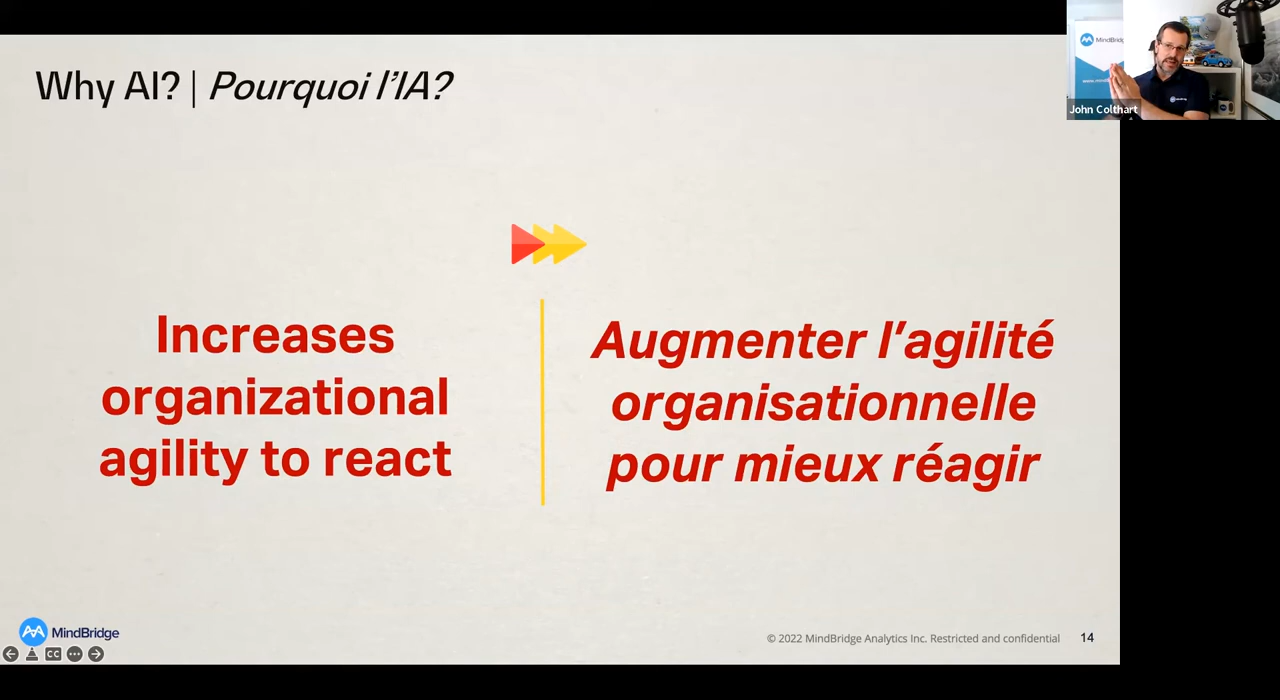 Why AI? | Pourquoi l’IA?
Increases
organizational
agility to react
Augmenter l’agilité
organisationnelle
pour mieux réagir
MindBridge
© 2022 MindBridge Analytics Inc. Restricted and confidential
14
CC
John Colthart